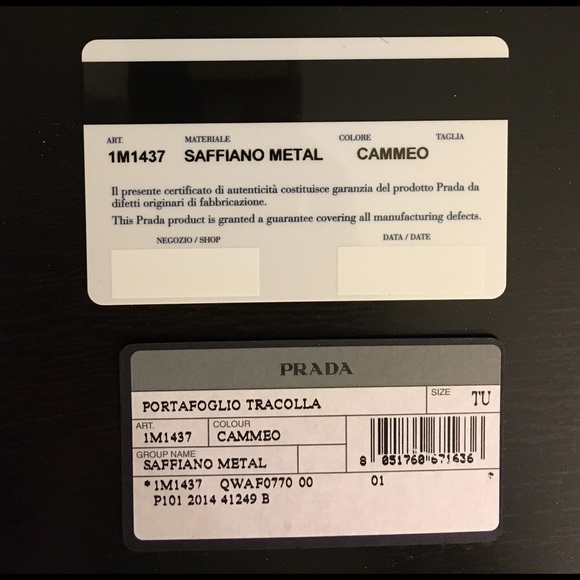 ART. MATERIALE COLORE TAGLIA
1M1437 SAFFIANO METAL CAMMEO
Il presente certificato di autenticità costituisce garanzia del prodotto Prada da
difetti originari di fabbricazione.
This Prada product is granted a guarantee covering all manufacturing defects.
NEGOZIO / SHOP DATA / DATE
PRADA
PORTAFOGLIO TRACOLLA SIZE TU
ART. COLOUR
1M1437 CAMMEO
GROUP NAME
SAFFIANO METAL
8 051760 671636
*1M1437 QWAF0770 00 01 *
P101 2014 41249 B